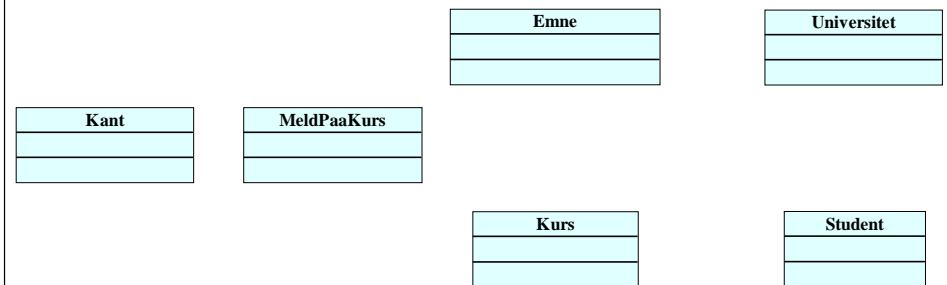 Emne
Universitet
Kant
MeldPaaKurs
Kurs
Student